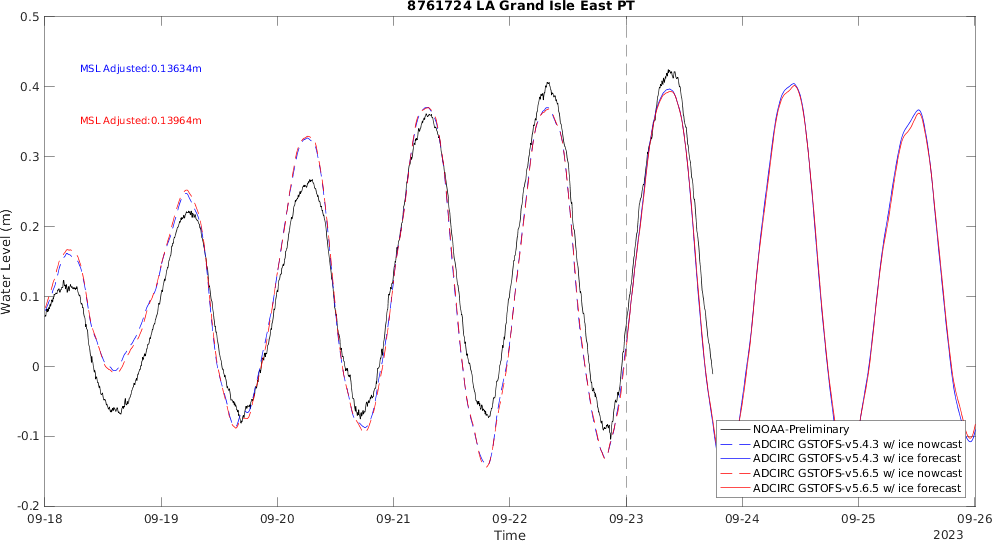 8761724 LA Grand Isle East PT
MSL Adjusted:0.13634m
MSL Adjusted:0.13964m
Water Level (m)
0.5
0.4
0.3
0.2
0.1
0
-0.1
-0.2
NOAA-Preliminary
ADCIRC GSTOFS-v5.4.3 w/ ice nowcast
ADCIRC GSTOFS-v5.4.3 w/ ice forecast
ADCIRC GSTOFS-v5.6.5 w/ ice nowcast
ADCIRC GSTOFS-v5.6.5 w/ ice forecast
09-18 09-19 09-20 09-21 09-22 09-23 09-24 09-25 09-26
Time
2023